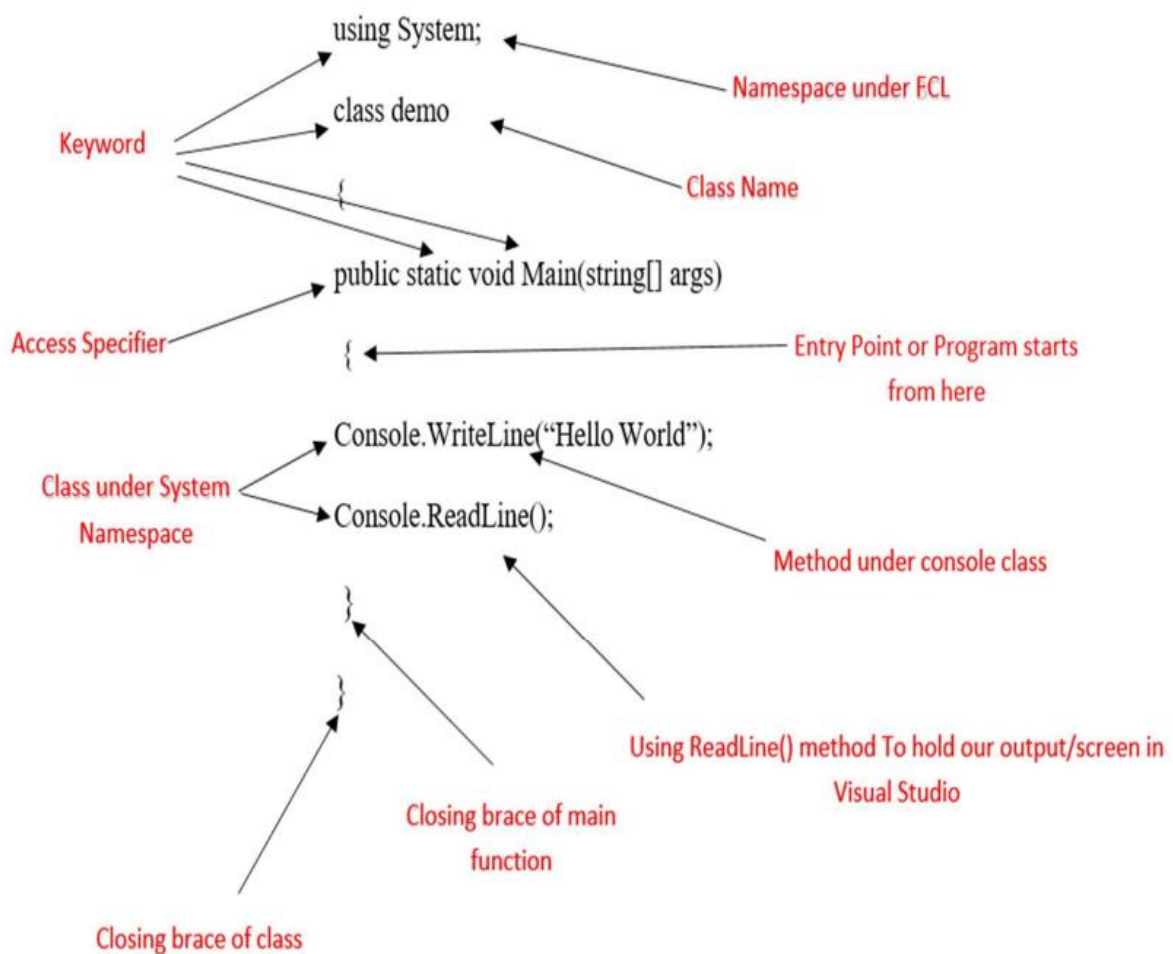 using System;
Namespace under FCL
class demo
Keyword
Class Name
{
public static void Main(string[] args)
Access Specifier
{
Entry Point or Program starts
from here
Console.WriteLine(“Hello World”);
Class under System
Namespace
Console.ReadLine();
Method under console class
}
}
Using ReadLine() method To hold our output/screen in
Visual Studio
Closing brace of main
function
Closing brace of class